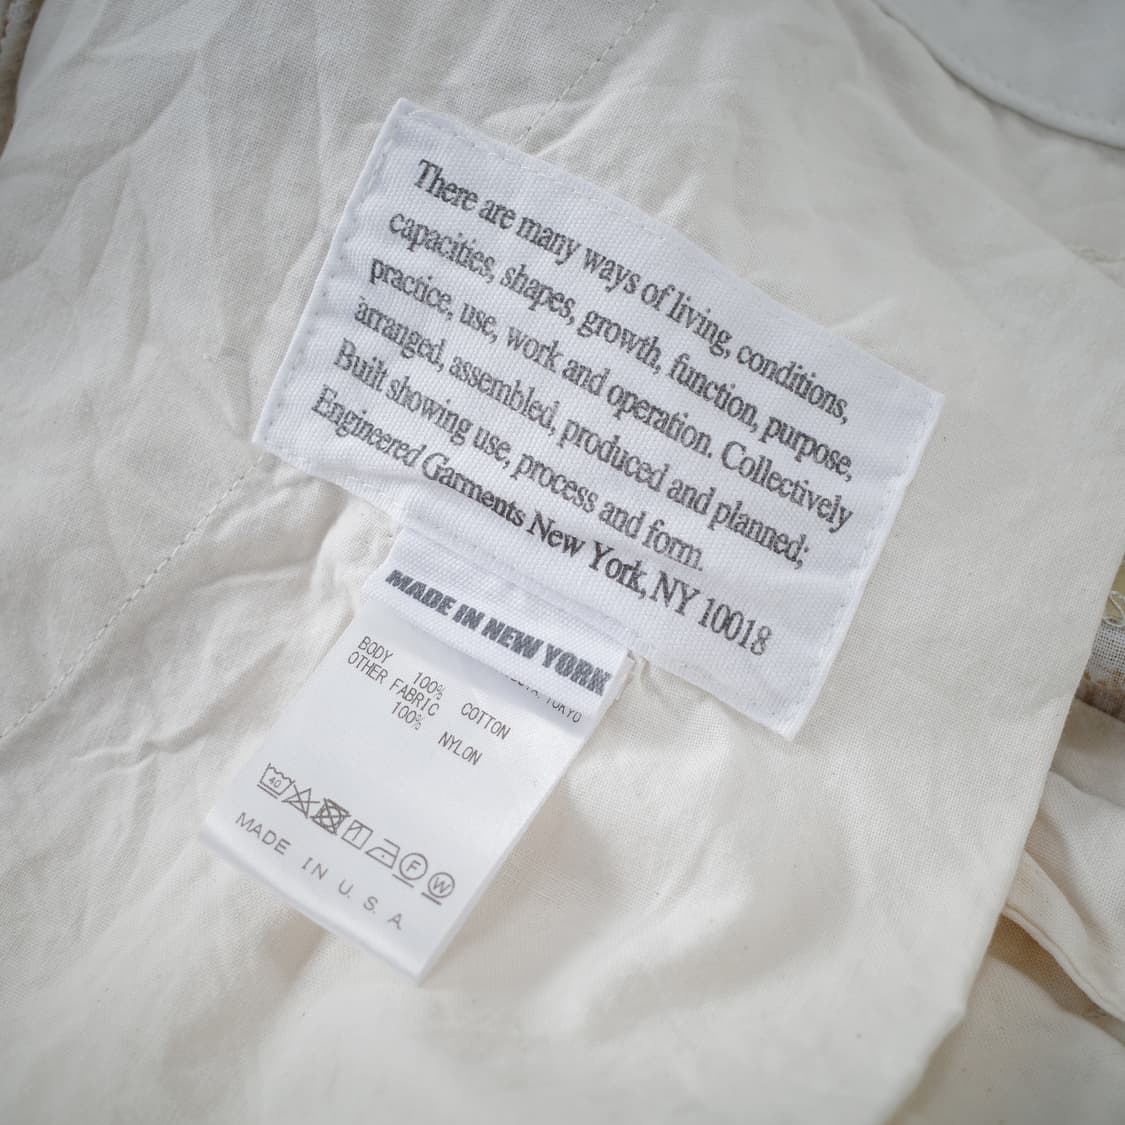 There are many ways of living, conditions,
capacities, shapes, growth, function, purpose,
practice, use, work and operation. Collectively
arranged, assembled, produced and planned;
Built showing use, process and form.
Engineered Garments New York, NY 10018
MADE IN NEW YORK
TOKYO
BODY
100% COTTON
OTHER FABRIC
100% NYLON
40 F W
MADE IN U.S.A